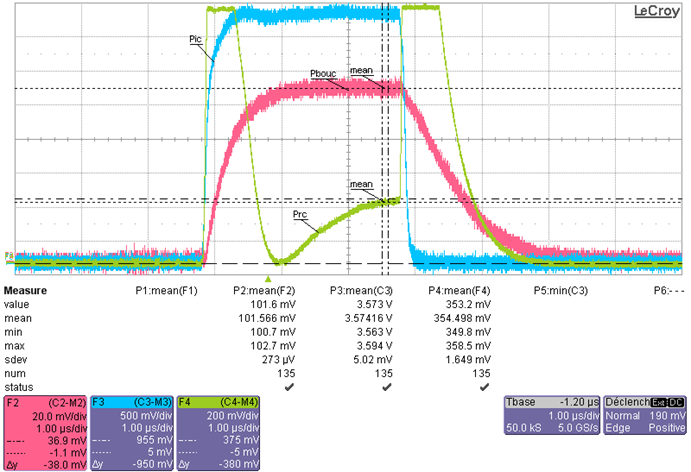 LeCroy
Pic
Pbouc
mean
mean
Prc
Measure P1:mean(F1) P2:mean(F2) P3:mean(C3) P4:mean(F4) P5:min(C3) P6:---
value 101.6 mV 3.573 V 353.2 mV
mean 101.566 mV 3.57416 V 354.498 mV
min 100.7 mV 3.563 V 349.8 mV
max 102.7 mV 3.594 V 358.5 mV
sdev 273 µV 5.02 mV 1.649 mV
num 135 135 135
status ✓ ✓ ✓
F2 (C2-M2) F3 (C3-M3) F4 (C4-M4) Tbase -1.20 µs Déclench Ext DC
20.0 mV/div 500 mV/div 200 mV/div 1.00 µs/div Normal 190 mV
1.00 µs/div 1.00 µs/div 1.00 µs/div 50.0 kS 5.0 GS/s Edge Positive
36.9 mV 955 mV 375 mV
-1.1 mV 5 mV -5 mV
Δy -38.0 mV Δy -950 mV Δy -380 mV